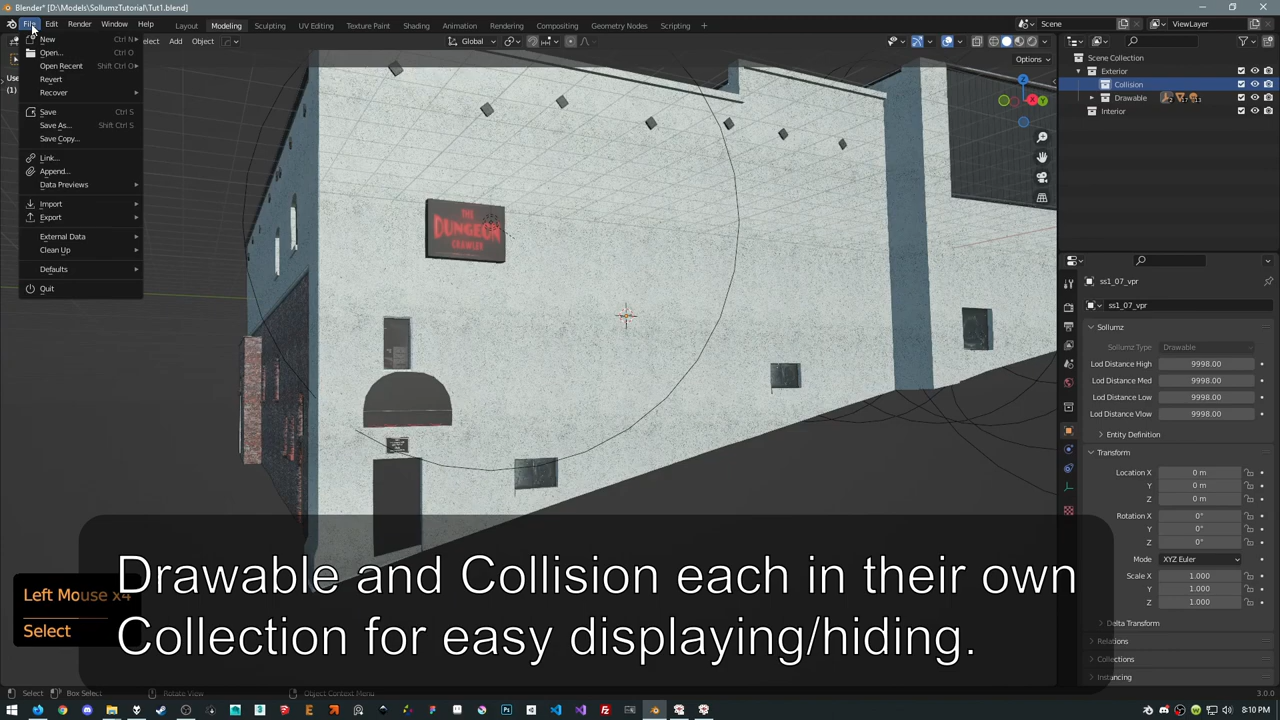 Blender* [D:\Models\SollumzTutorial\Tut1.blend]
File Edit Render Window Help
Layout Modeling Sculpting UV Editing Texture Paint Shading Animation Rendering Compositing Geometry Nodes Scripting +
Scene ViewLayer
Select Add Object Global
Options
New Ctrl N
Open... Ctrl O
Open Recent Shift Ctrl O
Revert
Recover
Save Ctrl S
Save As... Shift Ctrl S
Save Copy...
Link...
Append...
Data Previews
Import
Export
External Data
Clean Up
Defaults
Quit
THE
DUNGEON
CRAWLER
Scene Collection
Exterior
Collision
Drawable
Interior
ss1_07_vpr
ss1_07_vpr
Sollumz
Sollumz Type Drawable
Lod Distance High 9998.00
Lod Distance Med 9998.00
Lod Distance Low 9998.00
Lod Distance Vlow 9998.00
Entity Definition
Transform
Location X 0 m
Y 0 m
Z 0 m
Rotation X 0°
Y 0°
Z 0°
Mode XYZ Euler
Scale X 1.000
Y 1.000
Z 1.000
Delta Transform
Relations
Collections
Instancing
Left Mouse x4
Select
Drawable and Collision each in their own
Collection for easy displaying/hiding.
Select Box Select Rotate View Object Context Menu
3.0.0
8:10 PM